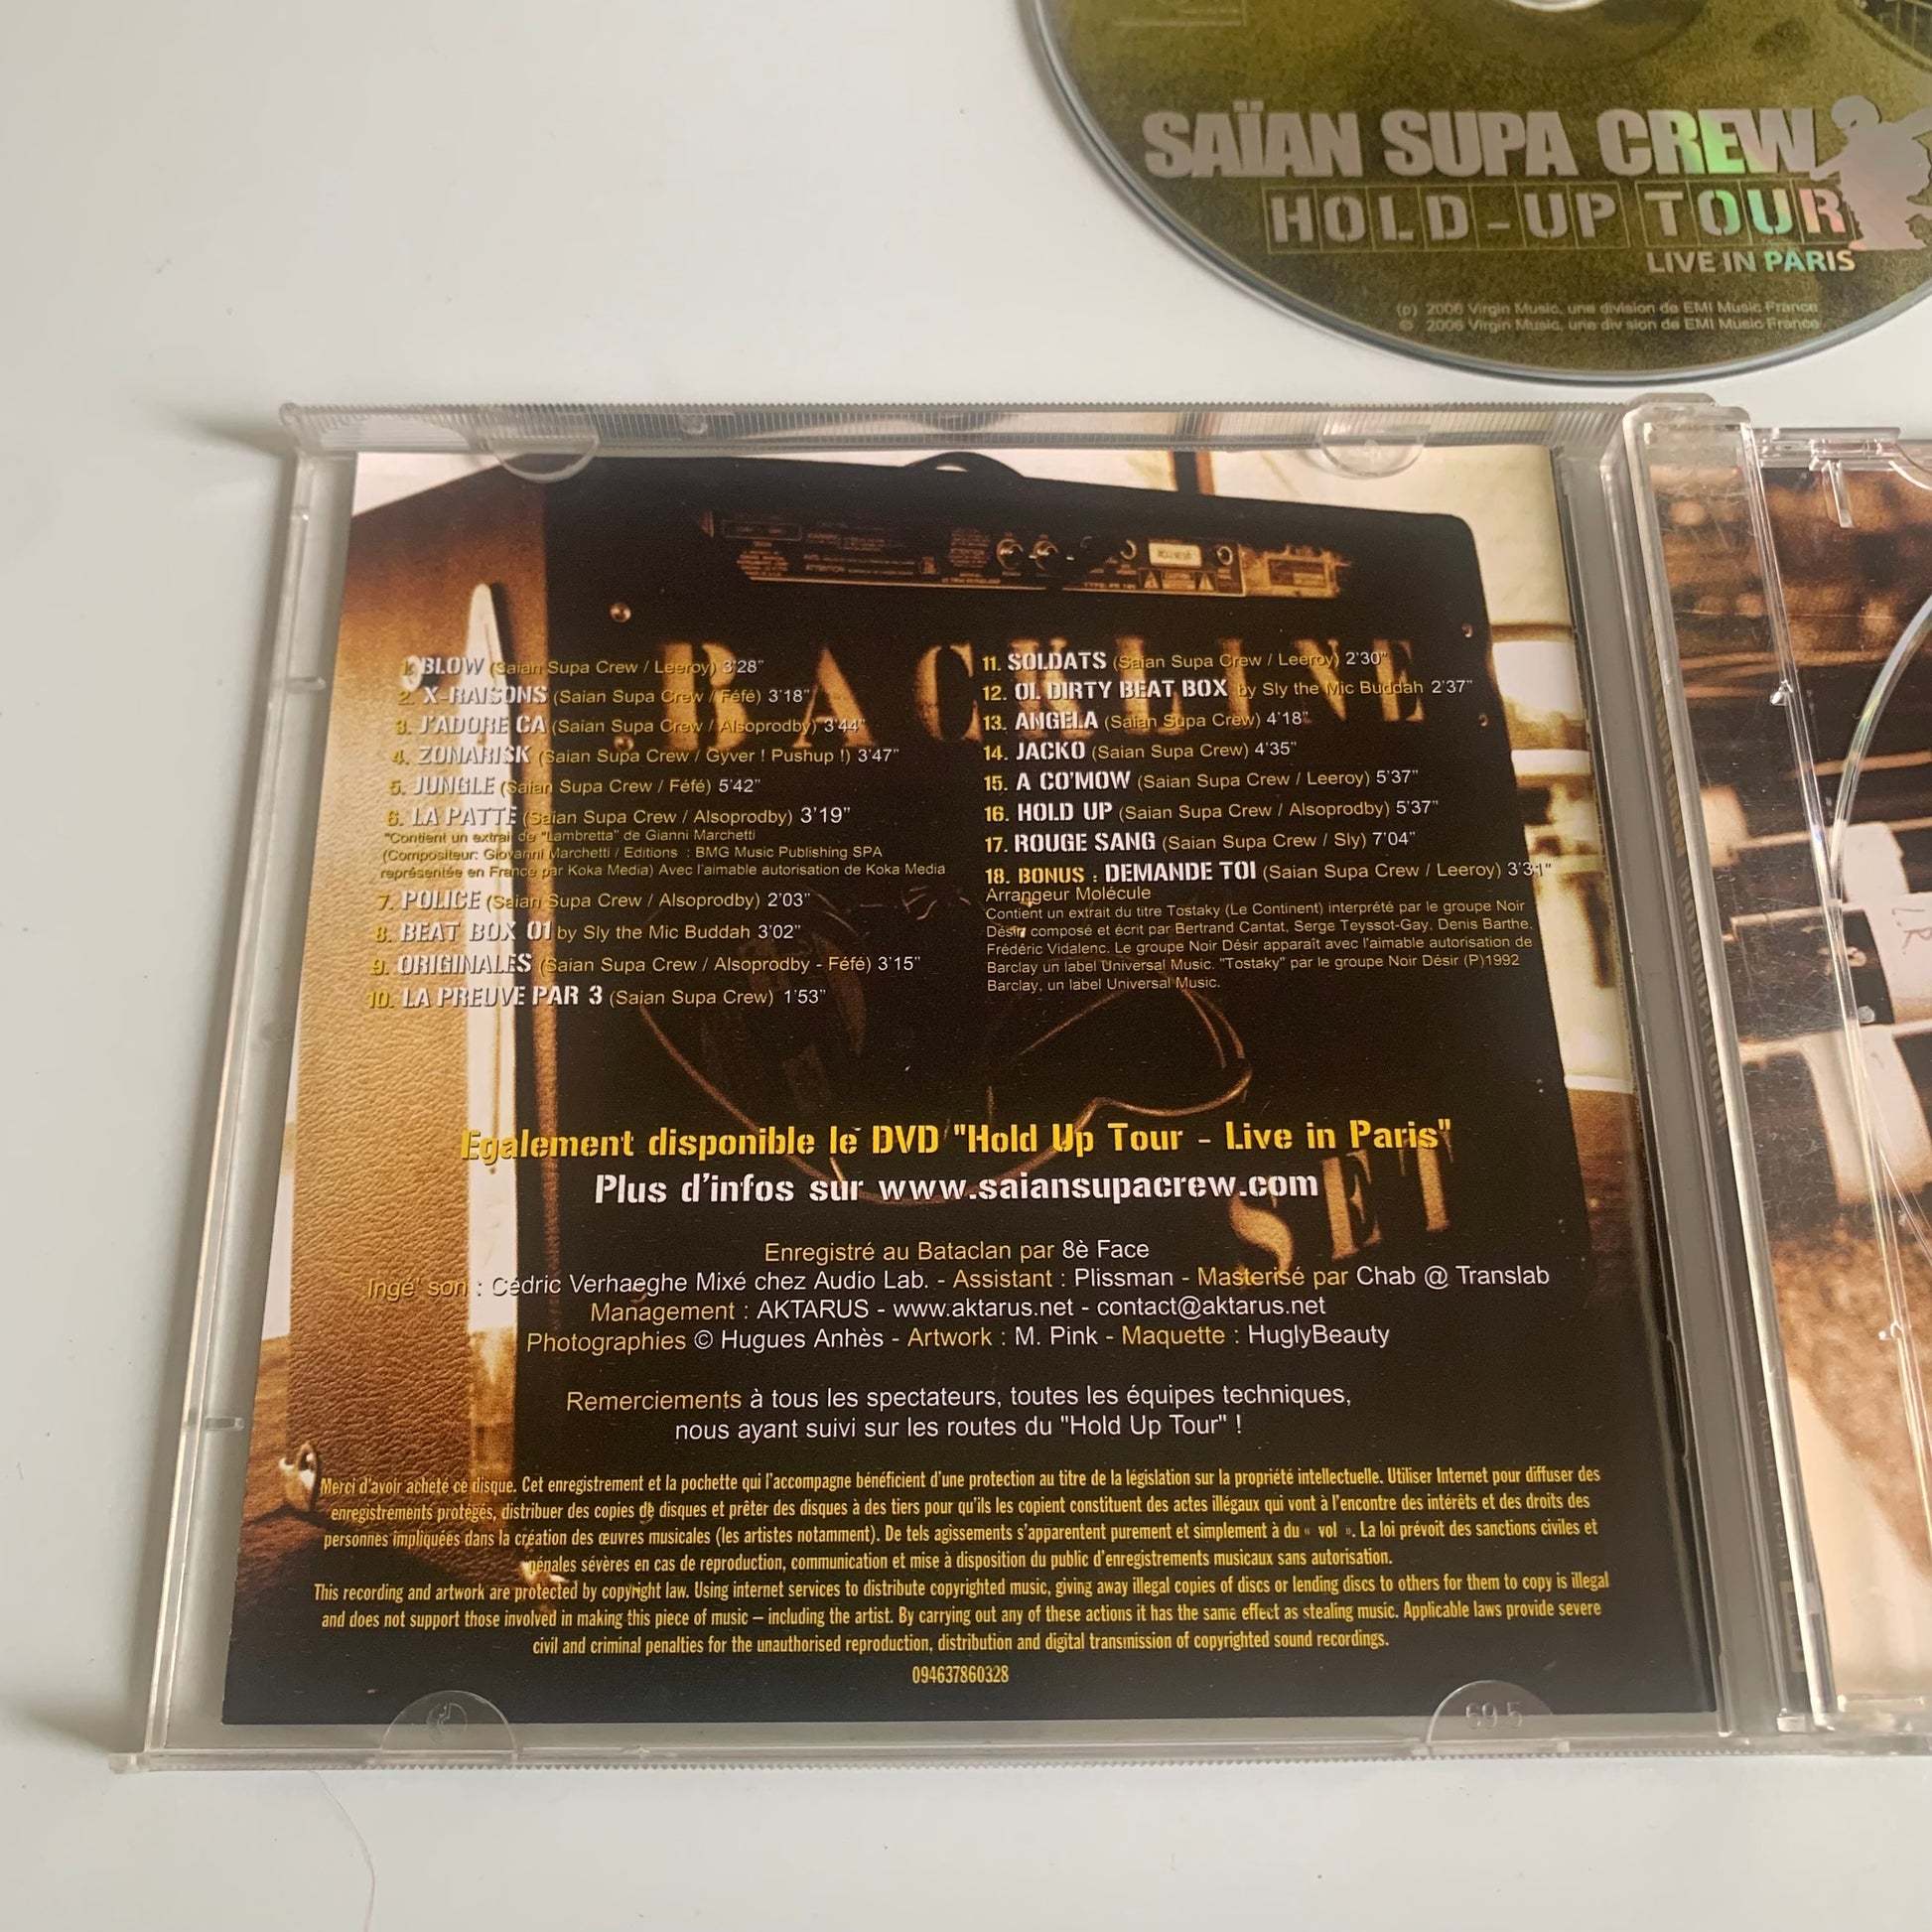 SAÏAN SUPA CREW
HOLD-UP TOUR
LIVE IN PARIS
(p) 2006 Virgin Music, une division de EMI Music France
© 2006 Virgin Music, une division de EMI Music France
BACKLINE
1. BLOW (Saian Supa Crew / Leeroy) 3'28"
2. X-RAISONS (Saian Supa Crew / Féfé) 3'18"
3. J'ADORE CA (Saian Supa Crew / Alsoprodby) 3'44"
4. ZONARISK (Saian Supa Crew / Gyver ! Pushup !) 3'47"
5. JUNGLE (Saian Supa Crew / Féfé) 5'42"
6. LA PATTE (Saian Supa Crew / Alsoprodby) 3'19"
"Contient un extrait de "Lambretta" de Gianni Marchetti
(Compositeur: Giovanni Marchetti / Editions : BMG Music Publishing SPA
représentée en France par Koka Media) Avec l'aimable autorisation de Koka Media
7. POLICE (Saian Supa Crew / Alsoprodby) 2'03"
8. BEAT BOX 01 by Sly the Mic Buddah 3'02"
9. ORIGINALES (Saian Supa Crew / Alsoprodby - Féfé) 3'15"
10. LA PREUVE PAR 3 (Saian Supa Crew) 1'53"
11. SOLDATS (Saian Supa Crew / Leeroy) 2'30"
12. OL DIRTY BEAT BOX by Sly the Mic Buddah 2'37"
13. ANGELA (Saian Supa Crew) 4'18"
14. JACKO (Saian Supa Crew) 4'35"
15. A CO'MOW (Saian Supa Crew / Leeroy) 5'37"
16. HOLD UP (Saian Supa Crew / Alsoprodby) 5'37"
17. ROUGE SANG (Saian Supa Crew / Sly) 7'04"
18. BONUS : DEMANDE TOI (Saian Supa Crew / Leeroy) 3'31"
Arrangeur Molécule
Contient un extrait du titre Tostaky (Le Continent) interprété par le groupe Noir
Désir composé et écrit par Bertrand Cantat, Serge Teyssot-Gay, Denis Barthe,
Frédéric Vidalenc. Le groupe Noir Désir apparaît avec l'aimable autorisation de
Barclay un label Universal Music. "Tostaky" par le groupe Noir Désir (P)1992
Barclay, un label Universal Music.
Egalement disponible le DVD "Hold Up Tour - Live in Paris"
Plus d'infos sur www.saiansupacrew.com
SET
Enregistré au Bataclan par 8è Face
Ingé' son : Cédric Verhaeghe Mixé chez Audio Lab. - Assistant : Plissman - Masterisé par Chab @ Translab
Management : AKTARUS - www.aktarus.net - contact@aktarus.net
Photographies © Hugues Anhès - Artwork : M. Pink - Maquette : HuglyBeauty
Remerciements à tous les spectateurs, toutes les équipes techniques,
nous ayant suivi sur les routes du "Hold Up Tour" !
Merci d'avoir acheté ce disque. Cet enregistrement et la pochette qui l'accompagne bénéficient d'une protection au titre de la législation sur la propriété intellectuelle. Utiliser Internet pour diffuser des
enregistrements protégés, distribuer des copies de disques et prêter des disques à des tiers pour qu'ils les copient constituent des actes illégaux qui vont à l'encontre des intérêts et des droits des
personnes impliquées dans la création des œuvres musicales (les artistes notamment). De tels agissements s'apparentent purement et simplement à du « vol ». La loi prévoit des sanctions civiles et
pénales sévères en cas de reproduction, communication et mise à disposition du public d'enregistrements musicaux sans autorisation.
This recording and artwork are protected by copyright law. Using internet services to distribute copyrighted music, giving away illegal copies of discs or lending discs to others for them to copy is illegal
and does not support those involved in making this piece of music – including the artist. By carrying out any of these actions it has the same effect as stealing music. Applicable laws provide severe
civil and criminal penalties for the unauthorised reproduction, distribution and digital transmission of copyrighted sound recordings.
094637860328
69 5